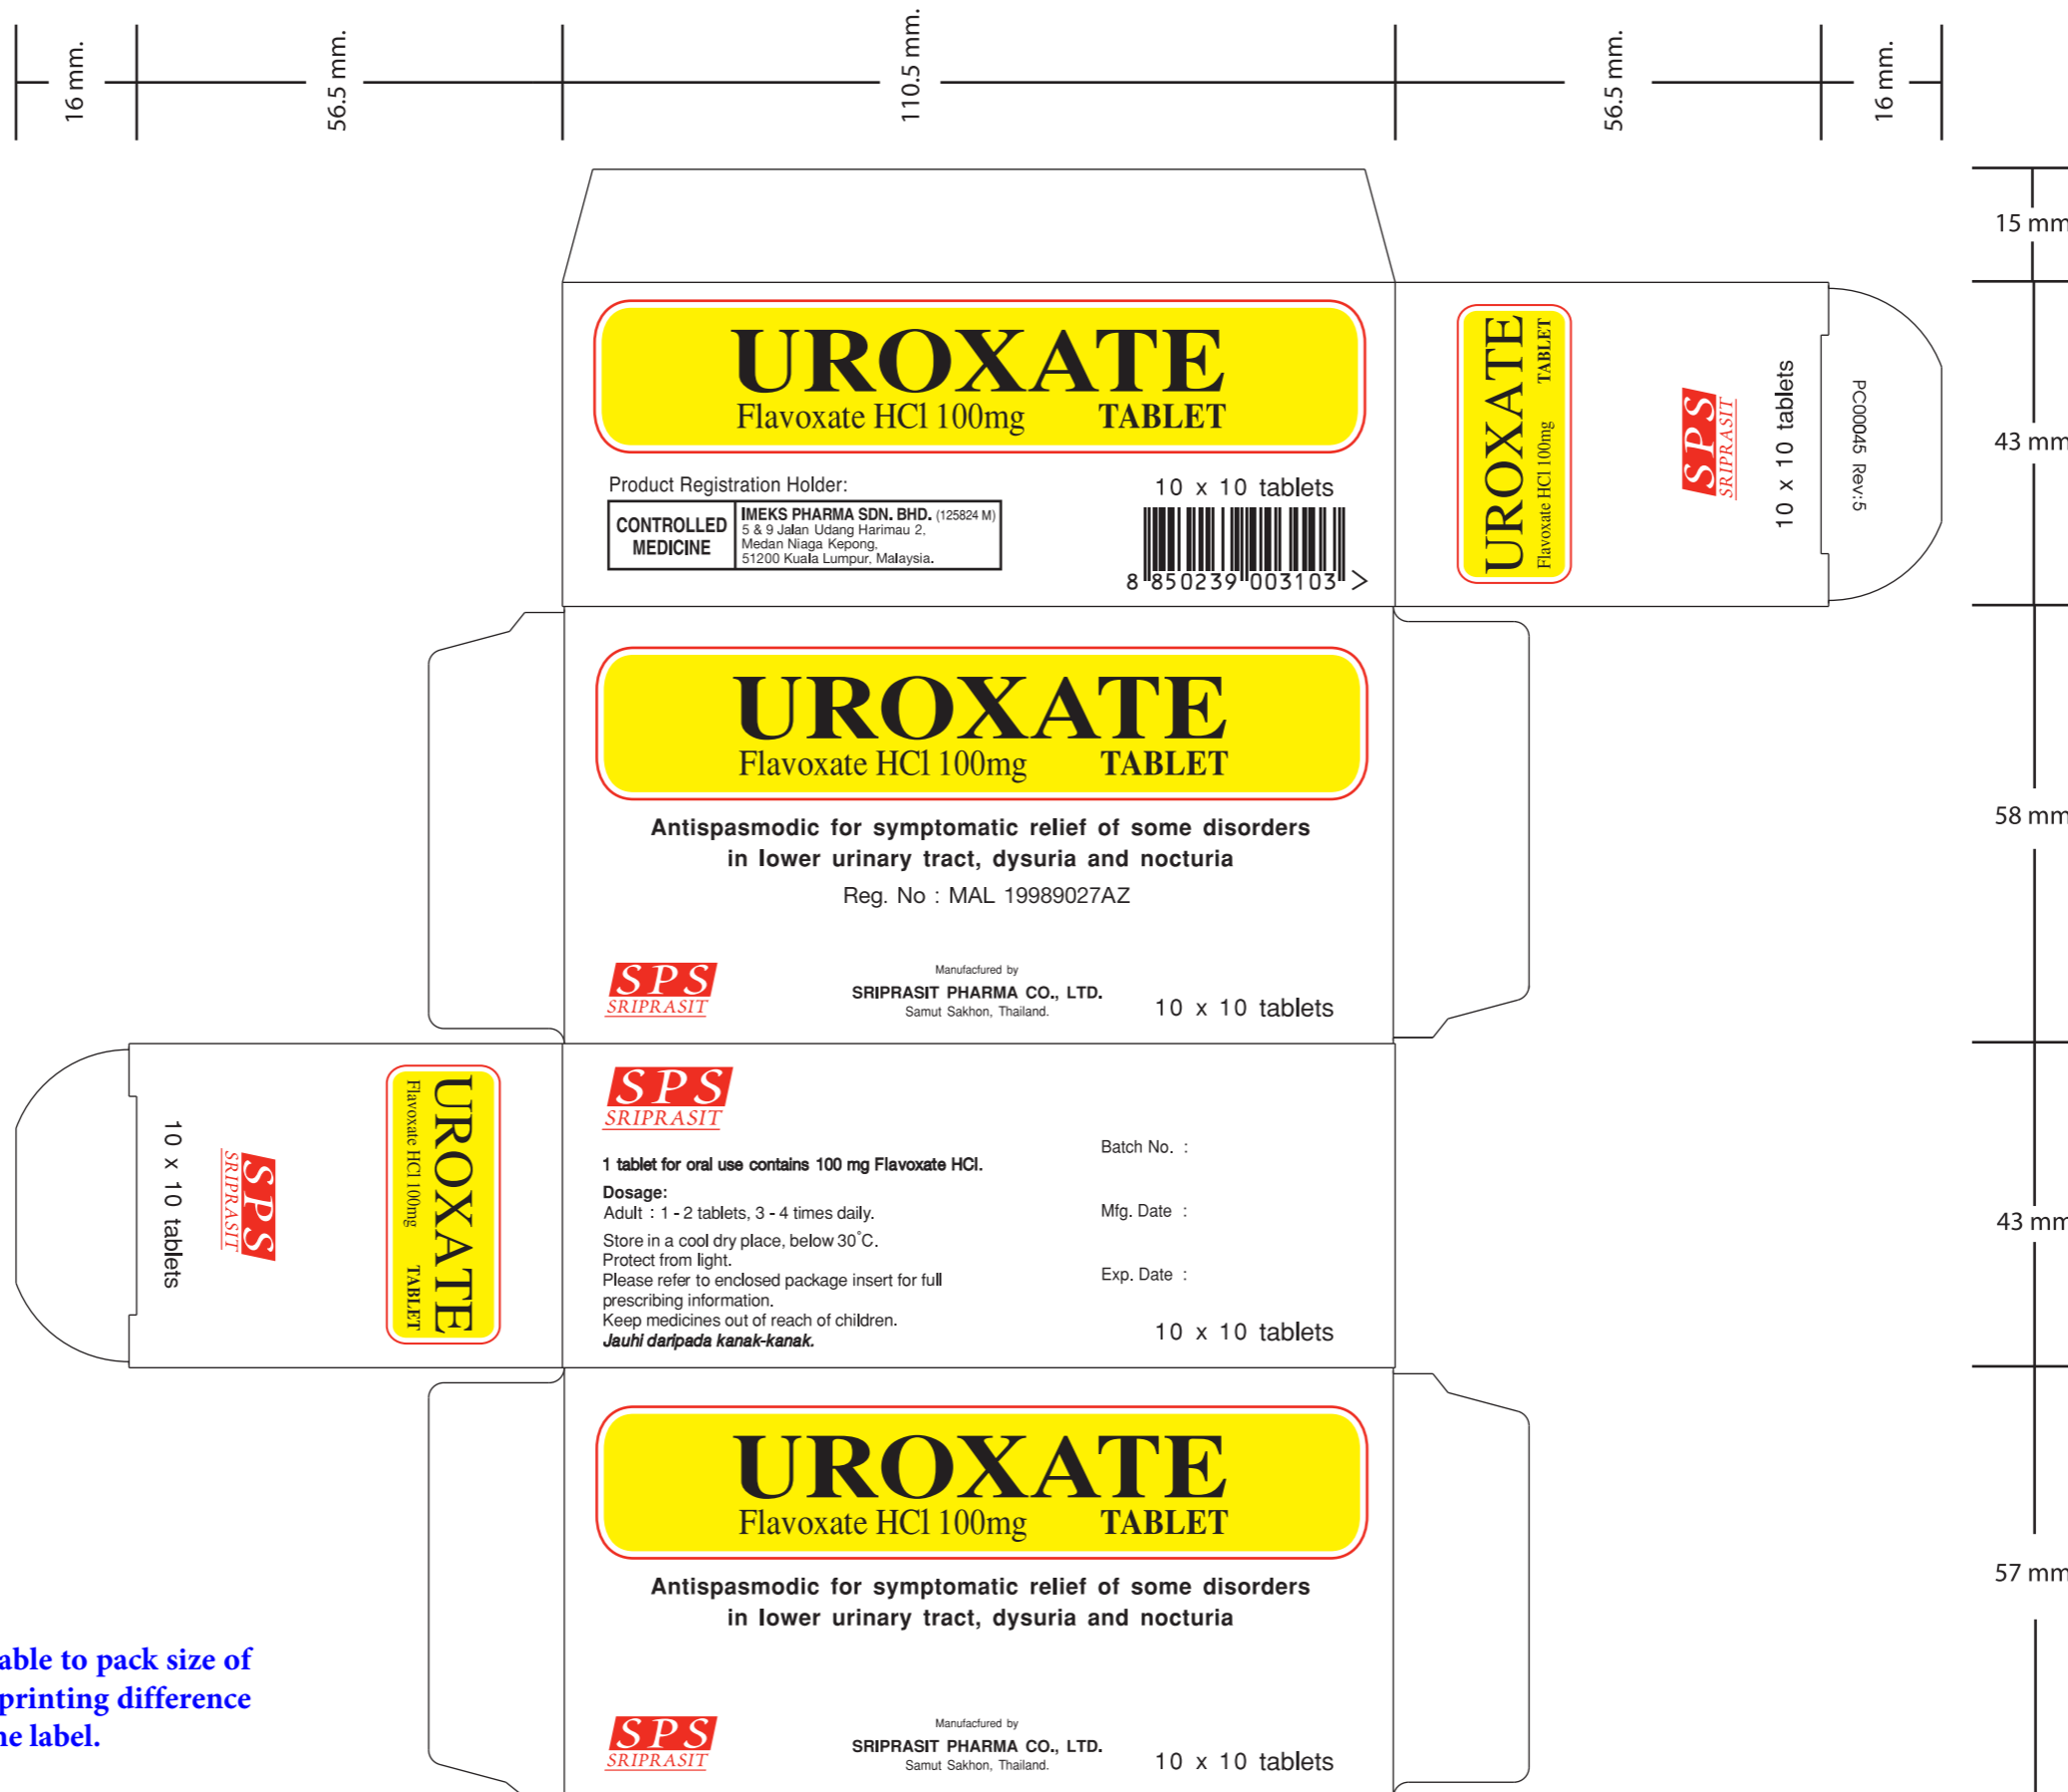 16 mm.
56.5 mm.
110.5 mm.
56.5 mm.
16 mm.
15 mm
43 mm
58 mm
43 mm
57 mm
UROXATE
Flavoxate HCl 100mg TABLET
Product Registration Holder:
CONTROLLED
MEDICINE
IMEKS PHARMA SDN. BHD. (125824 M)
5 & 9 Jalan Udang Harimau 2,
Medan Niaga Kepong,
51200 Kuala Lumpur, Malaysia.
10 x 10 tablets
8 850239 003103 >
UROXATE
Flavoxate HCl 100mg TABLET
SPS
SRIPRASIT
10 x 10 tablets
PC00045 Rev:5
UROXATE
Flavoxate HCl 100mg TABLET
Antispasmodic for symptomatic relief of some disorders
in lower urinary tract, dysuria and nocturia
Reg. No : MAL 19989027AZ
SPS
SRIPRASIT
Manufactured by
SRIPRASIT PHARMA CO., LTD.
Samut Sakhon, Thailand.
10 x 10 tablets
UROXATE
Flavoxate HCl 100mg TABLET
SPS
SRIPRASIT
10 x 10 tablets
SPS
SRIPRASIT
1 tablet for oral use contains 100 mg Flavoxate HCl.
Dosage:
Adult : 1 - 2 tablets, 3 - 4 times daily.
Store in a cool dry place, below 30°C.
Protect from light.
Please refer to enclosed package insert for full
prescribing information.
Keep medicines out of reach of children.
Jauhi daripada kanak-kanak.
Batch No. :
Mfg. Date :
Exp. Date :
10 x 10 tablets
UROXATE
Flavoxate HCl 100mg TABLET
Antispasmodic for symptomatic relief of some disorders
in lower urinary tract, dysuria and nocturia
SPS
SRIPRASIT
Manufactured by
SRIPRASIT PHARMA CO., LTD.
Samut Sakhon, Thailand.
10 x 10 tablets
able to pack size of
printing difference
label.